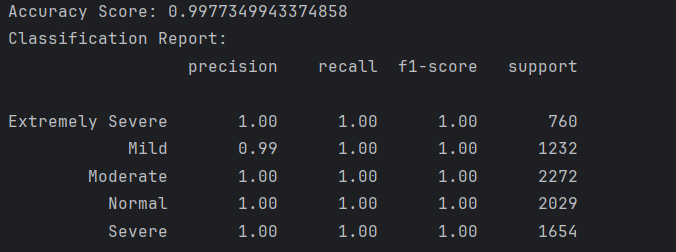 Accuracy Score: 0.9977349943374858
Classification Report:
precision recall f1-score support
Extremely Severe 1.00 1.00 1.00 760
Mild 0.99 1.00 1.00 1232
Moderate 1.00 1.00 1.00 2272
Normal 1.00 1.00 1.00 2029
Severe 1.00 1.00 1.00 1654